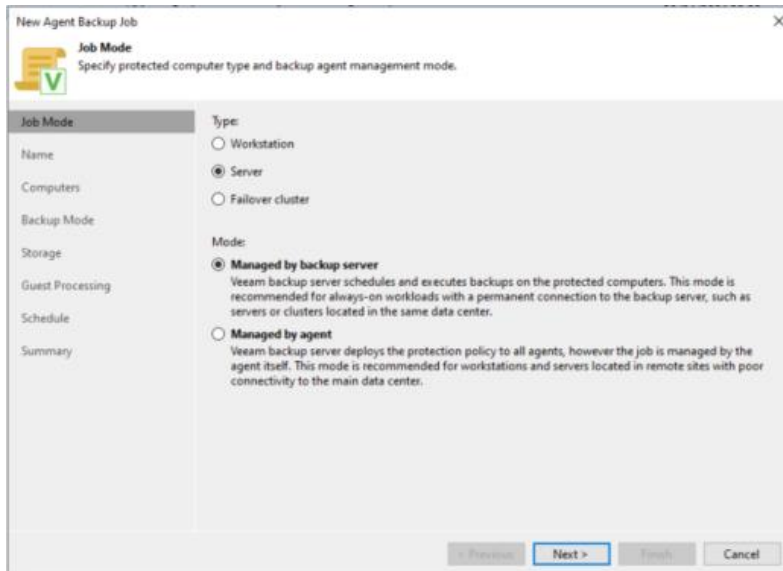 New Agent Backup Job
Job Mode
Specify protected computer type and backup agent management mode.
Job Mode
Name
Computers
Backup Mode
Storage
Guest Processing
Schedule
Summary
Type:
Workstation
Server
Failover cluster
Mode:
Managed by backup server
Veeam backup server schedules and executes backups on the protected computers. This mode is
recommended for always-on workloads with a permanent connection to the backup server, such as
servers or clusters located in the same data center.
Managed by agent
Veeam backup server deploys the protection policy to all agents, however the job is managed by the
agent itself. This mode is recommended for workstations and servers located in remote sites with poor
connectivity to the main data center.
< Previous
Next >
Finish
Cancel